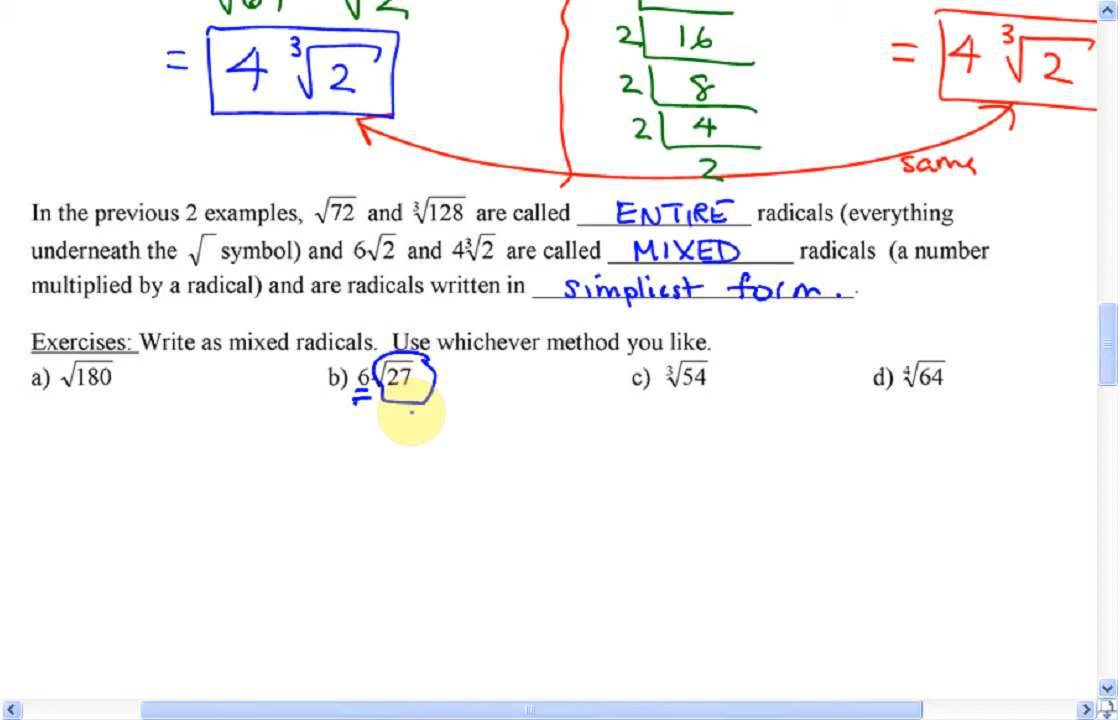 = 4 ∛2
2 16
2 8
2 4
2
= 4 ∛2
same
In the previous 2 examples, √72 and ∛128 are called ENTIRE radicals (everything
underneath the √ symbol) and 6√2 and 4∛2 are called MIXED radicals (a number
multiplied by a radical) and are radicals written in simpliest form.
Exercises: Write as mixed radicals. Use whichever method you like.
a) √180 b) 6√27 c) ∛54 d) ∜64
=